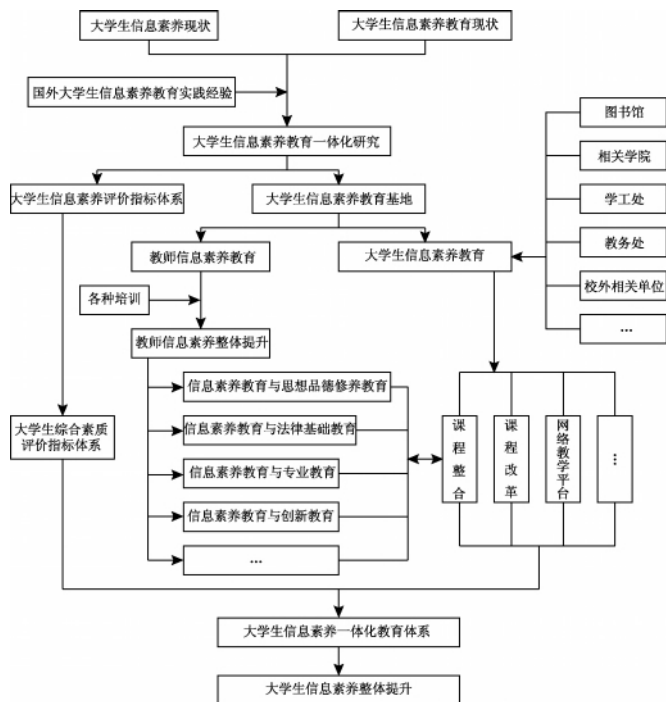 大学生信息素养现状
大学生信息素养教育现状
国外大学生信息素养教育实践经验
大学生信息素养教育一体化研究
图书馆
相关学院
学工处
教务处
校外相关单位
…
大学生信息素养评价指标体系
大学生信息素养教育基地
教师信息素养教育
大学生信息素养教育
各种培训
教师信息素养整体提升
信息素养教育与思想品德修养教育
信息素养教育与法律基础教育
信息素养教育与专业教育
信息素养教育与创新教育
…
大学生综合素质
评价指标体系
课程整合
课程改革
网络教学平台
…
大学生信息素养一体化教育体系
大学生信息素养整体提升